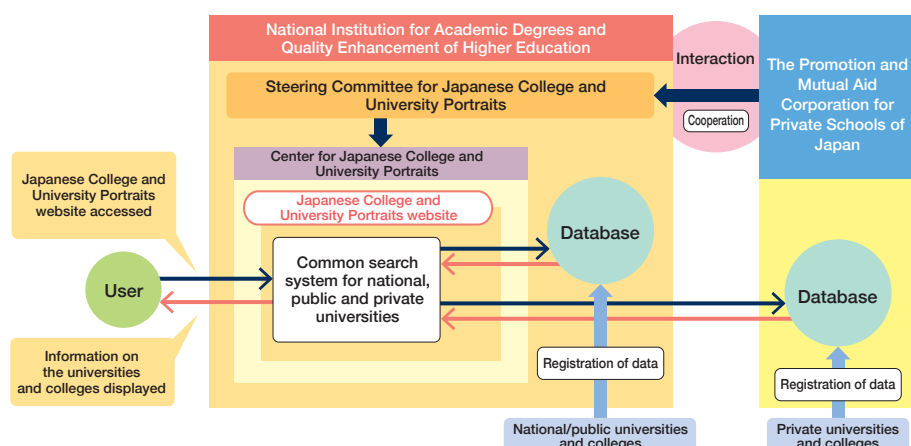 National Institution for Academic Degrees and
Quality Enhancement of Higher Education
Interaction
The Promotion and
Mutual Aid
Corporation for
Private Schools of
Japan
Steering Committee for Japanese College and
University Portraits
Cooperation
Center for Japanese College and
University Portraits
Japanese College and
University Portraits
website accessed
Japanese College and
University Portraits website
Database
Common search
system for national,
public and private
universities
User
Database
Information on
the universities
and colleges displayed
Registration of data
Registration of data
National/public universities
and colleges
Private universities
and colleges